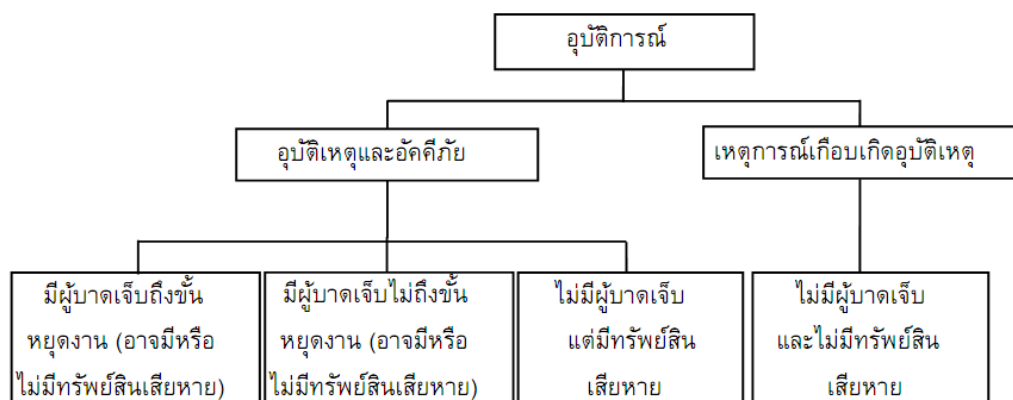 อุบัติการณ์
อุบัติเหตุและอัคคีภัย
เหตุการณ์เกือบเกิดอุบัติเหตุ
มีผู้บาดเจ็บถึงขั้น
หยุดงาน (อาจมีหรือ
ไม่มีทรัพย์สินเสียหาย)
มีผู้บาดเจ็บไม่ถึงขั้น
หยุดงาน (อาจมีหรือ
ไม่มีทรัพย์สินเสียหาย)
ไม่มีผู้บาดเจ็บ
แต่มีทรัพย์สิน
เสียหาย
ไม่มีผู้บาดเจ็บ
และไม่มีทรัพย์สิน
เสียหาย